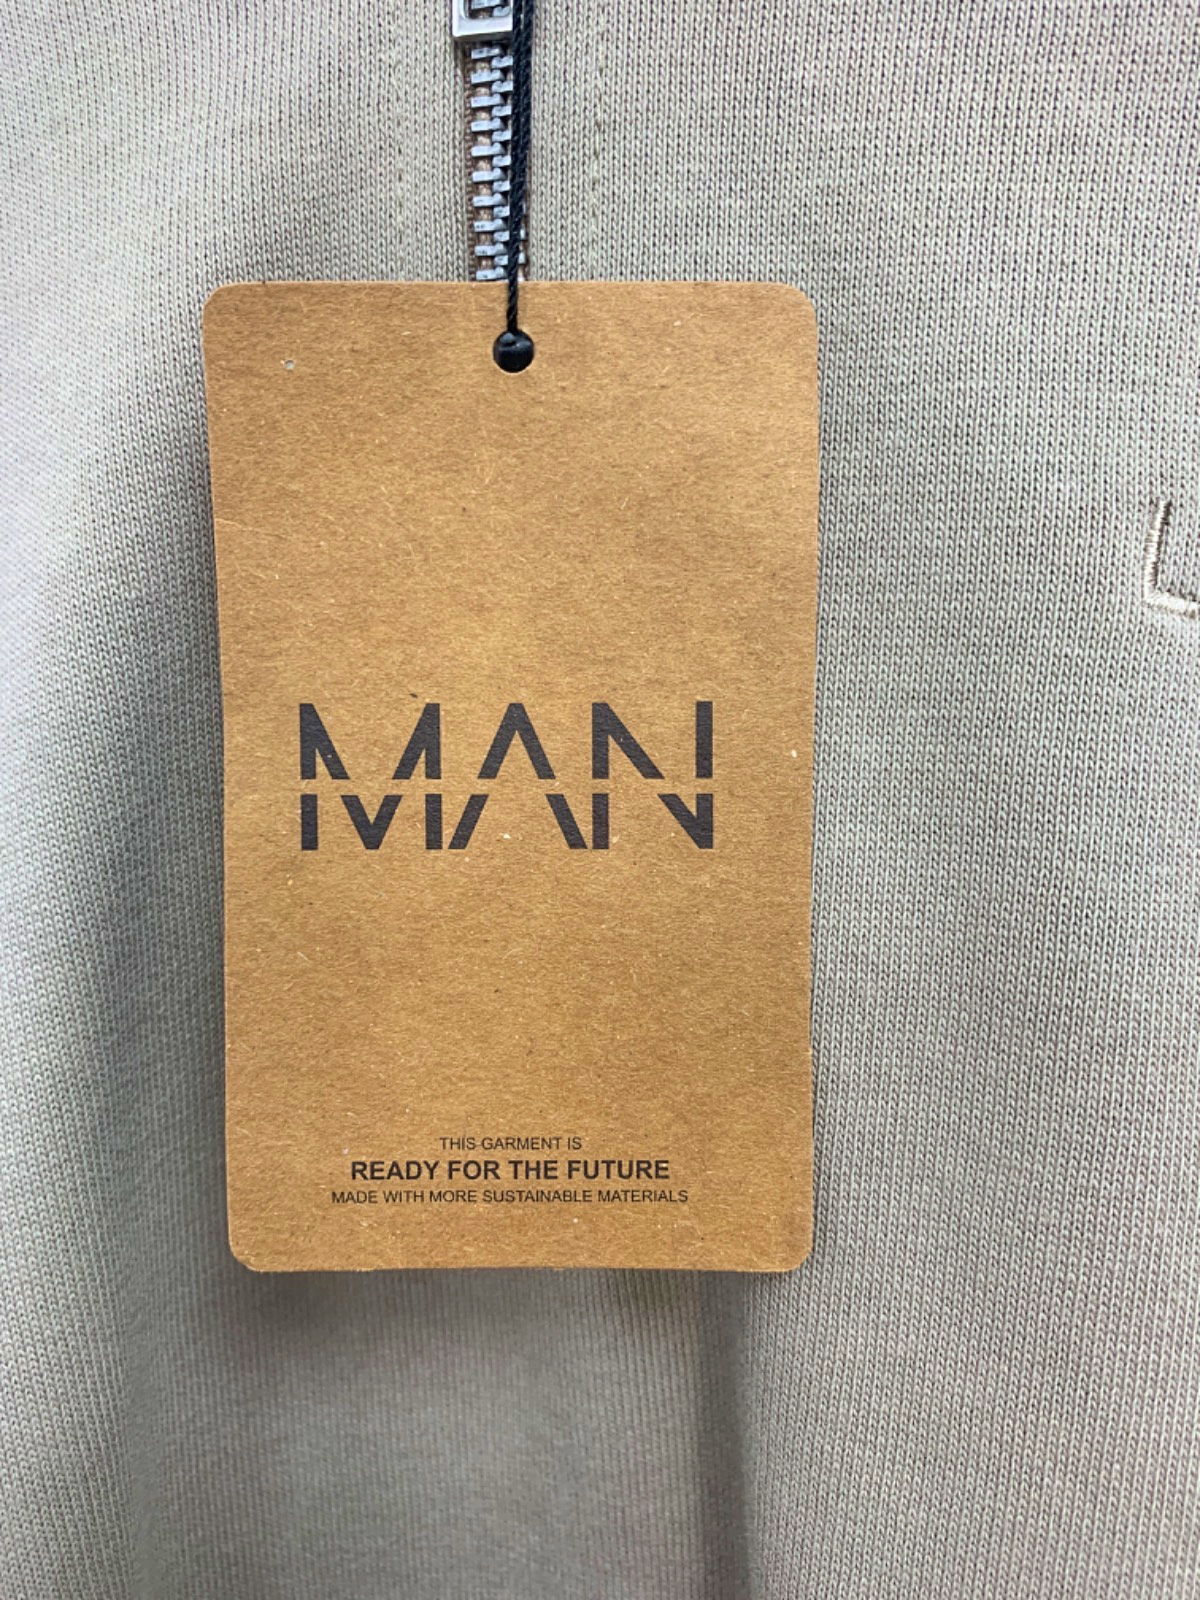 MAN
THIS GARMENT IS
READY FOR THE FUTURE
MADE WITH MORE SUSTAINABLE MATERIALS